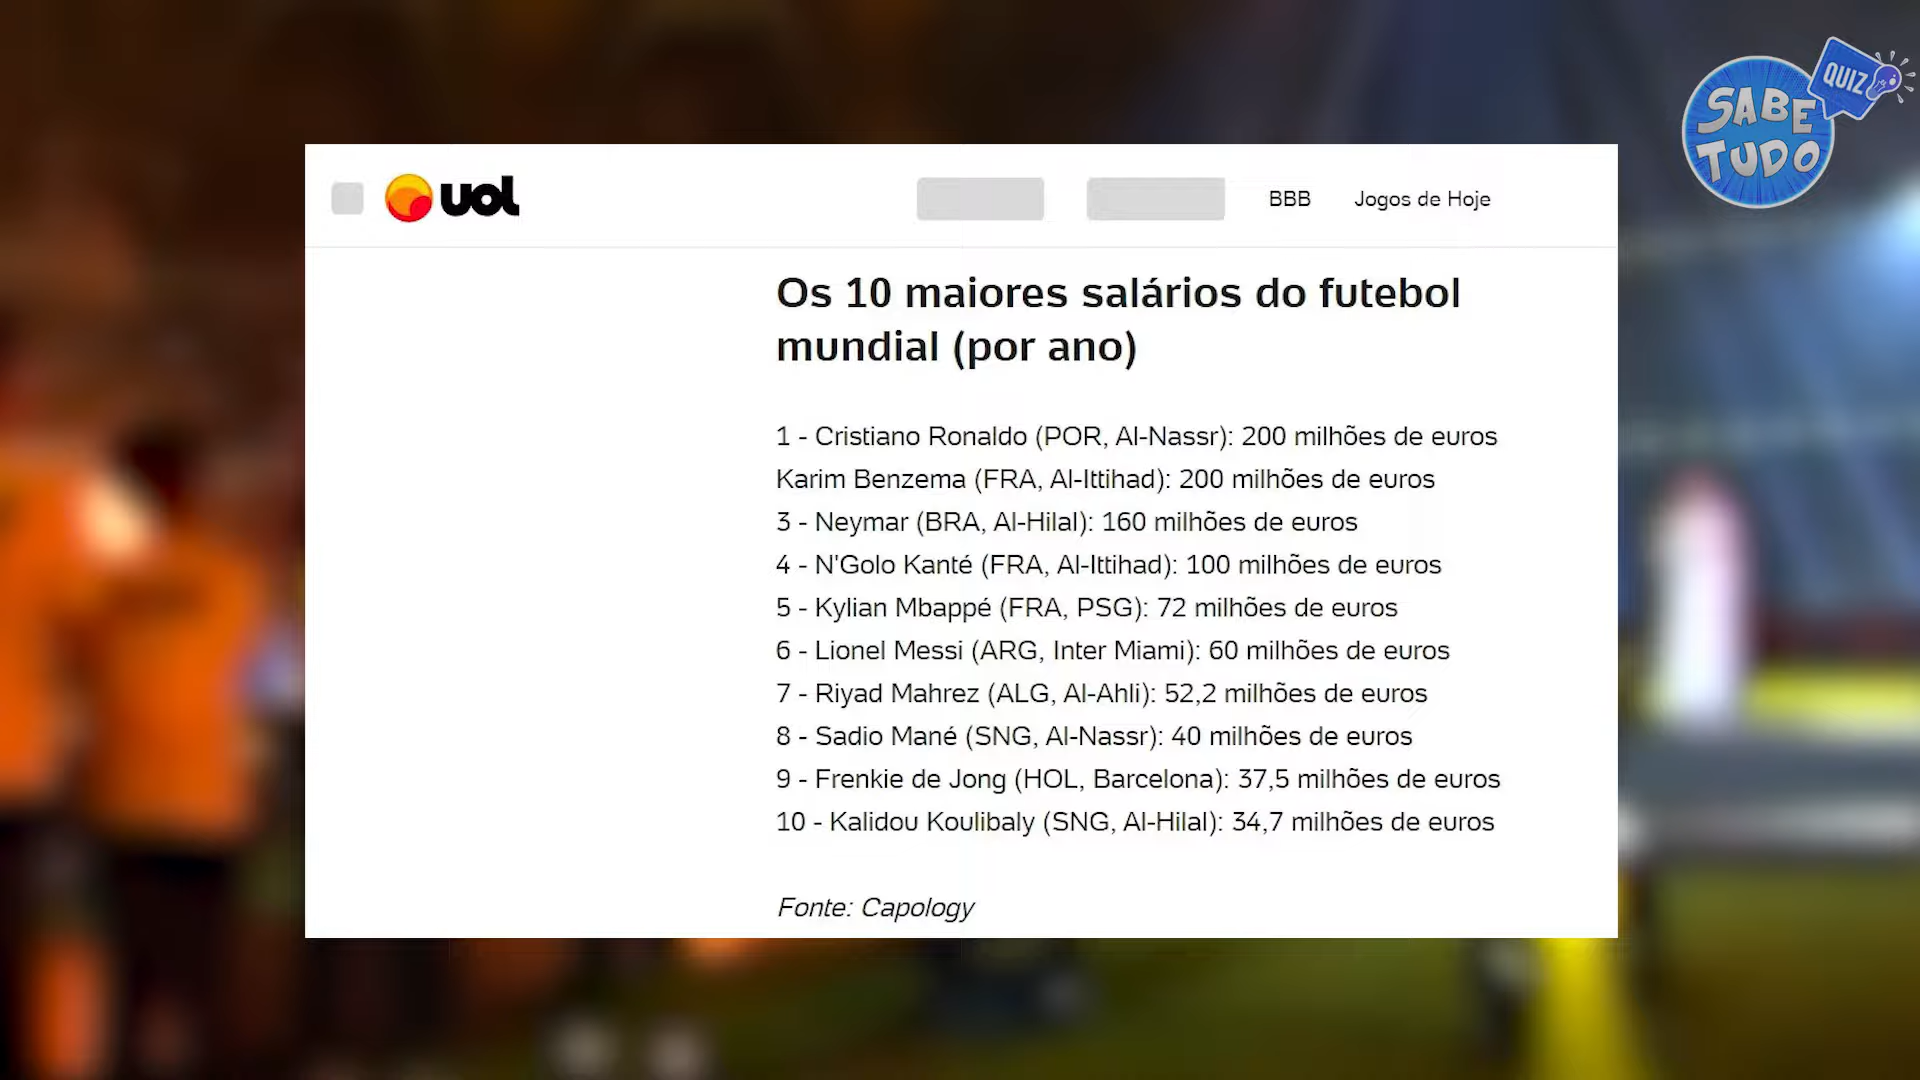 QUIZ
SABE
TUDO
uol
BBB
Jogos de Hoje
Os 10 maiores salários do futebol
mundial (por ano)
1 - Cristiano Ronaldo (POR, Al-Nassr): 200 milhões de euros
Karim Benzema (FRA, Al-Ittihad): 200 milhões de euros
3 - Neymar (BRA, Al-Hilal): 160 milhões de euros
4 - N'Golo Kanté (FRA, Al-Ittihad): 100 milhões de euros
5 - Kylian Mbappé (FRA, PSG): 72 milhões de euros
6 - Lionel Messi (ARG, Inter Miami): 60 milhões de euros
7 - Riyad Mahrez (ALG, Al-Ahli): 52,2 milhões de euros
8 - Sadio Mané (SNG, Al-Nassr): 40 milhões de euros
9 - Frenkie de Jong (HOL, Barcelona): 37,5 milhões de euros
10 - Kalidou Koulibaly (SNG, Al-Hilal): 34,7 milhões de euros
Fonte: Capology